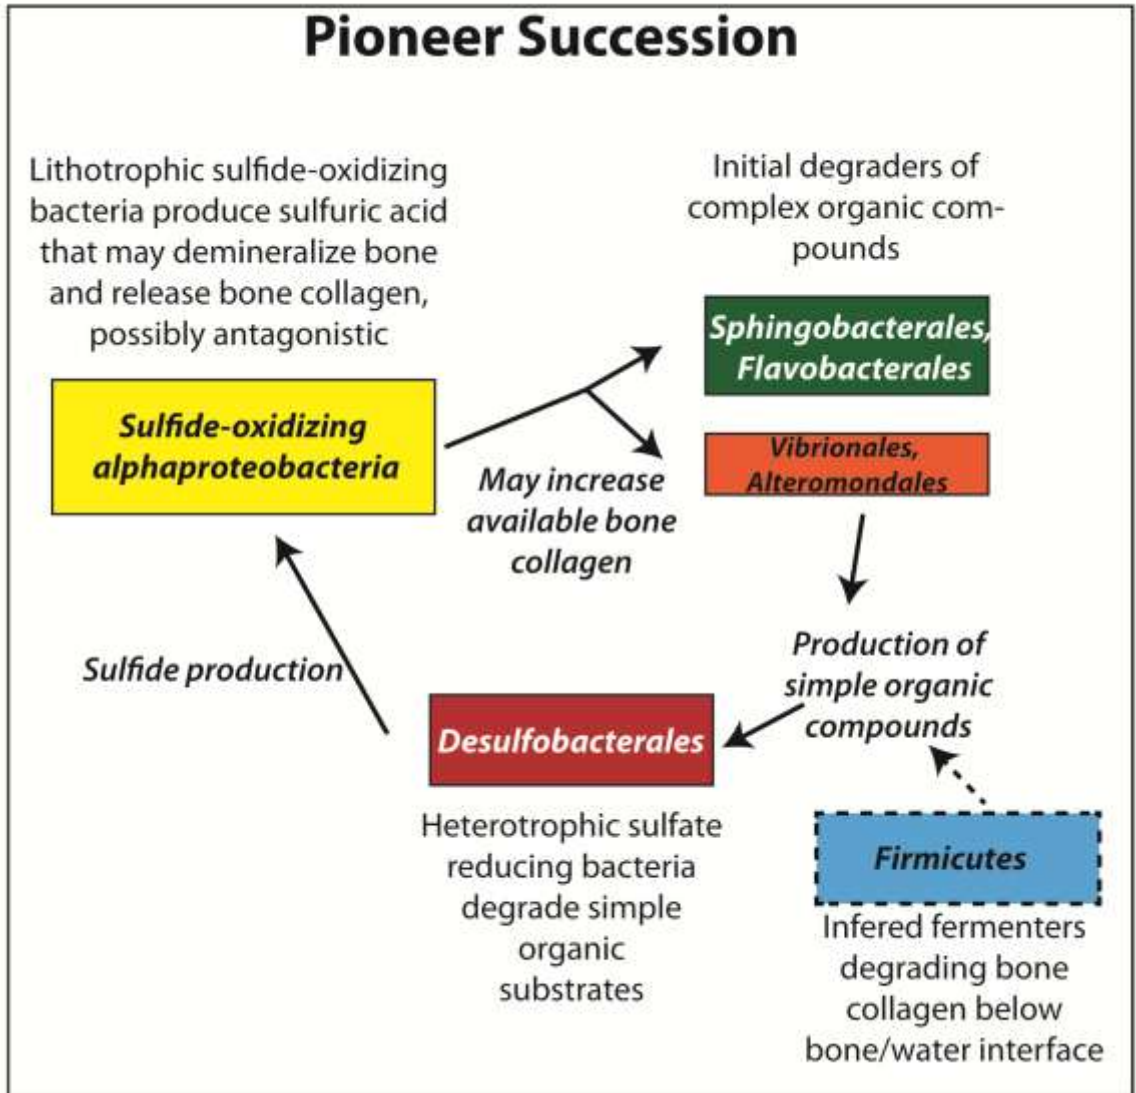 Pioneer Succession
Lithotrophic sulfide-oxidizing
bacteria produce sulfuric acid
that may demineralize bone
and release bone collagen,
possibly antagonistic
Initial degraders of
complex organic com-
pounds
Sphingobacterales,
Flavobacterales
Sulfide-oxidizing
alphaproteobacteria
Vibrionales,
Alteromondales
May increase
available bone
collagen
Production of
simple organic
compounds
Sulfide production
Desulfobacterales
Heterotrophic sulfate
reducing bacteria
degrade simple
organic
substrates
Firmicutes
Infered fermenters
degrading bone
collagen below
bone/water interface